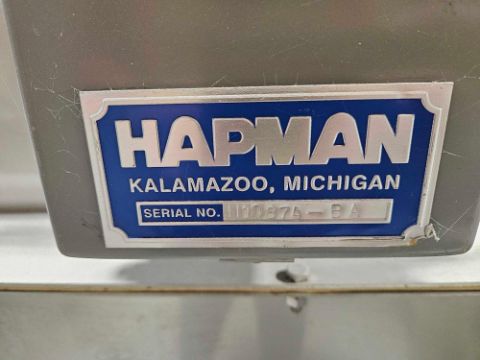 HAPMAN
KALAMAZOO, MICHIGAN
SERIAL NO.